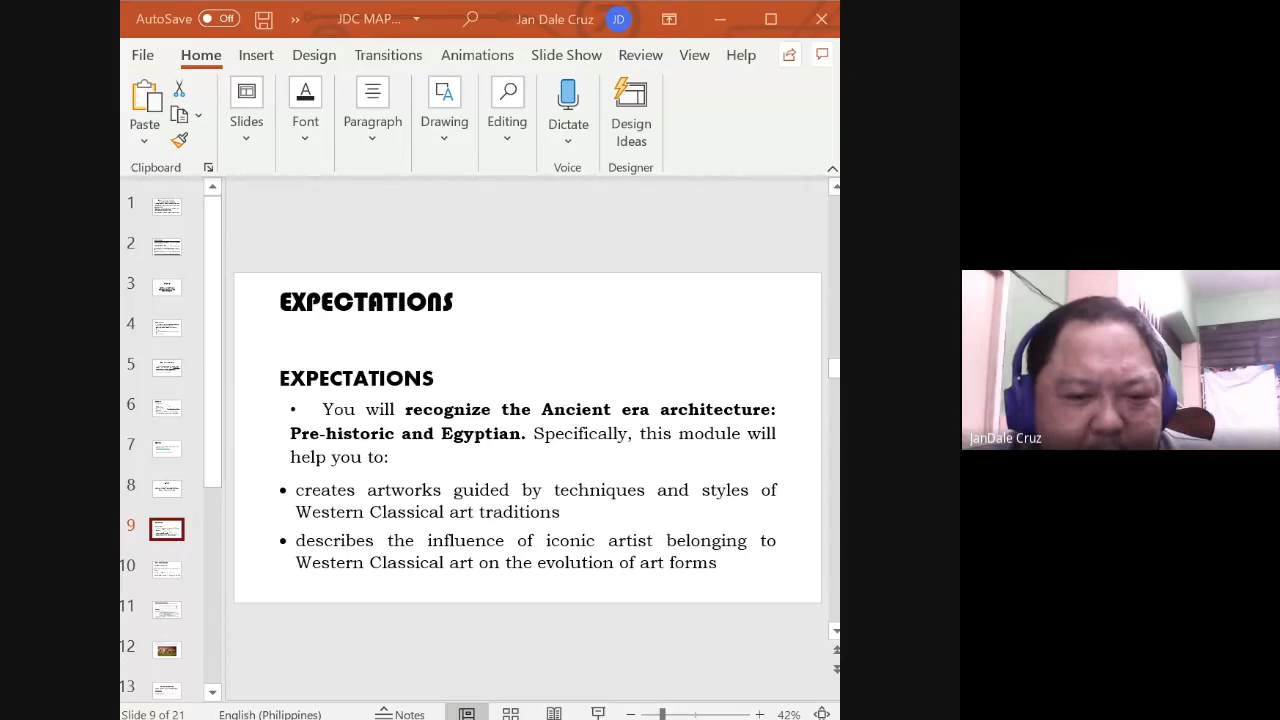 AutoSave Off JDC MAP... Jan Dale Cruz JD
File Home Insert Design Transitions Animations Slide Show Review View Help
Paste Slides Font Paragraph Drawing Editing Dictate Design
Ideas
Clipboard Voice Designer
1
2
3
4
5
6
7
8
9
10
11
12
13
EXPECTATIONS
EXPECTATIONS
• You will recognize the Ancient era architecture:
Pre-historic and Egyptian. Specifically, this module will
help you to:
• creates artworks guided by techniques and styles of
Western Classical art traditions
• describes the influence of iconic artist belonging to
Western Classical art on the evolution of art forms
JanDale Cruz
Slide 9 of 21 English (Philippines) Notes 42%